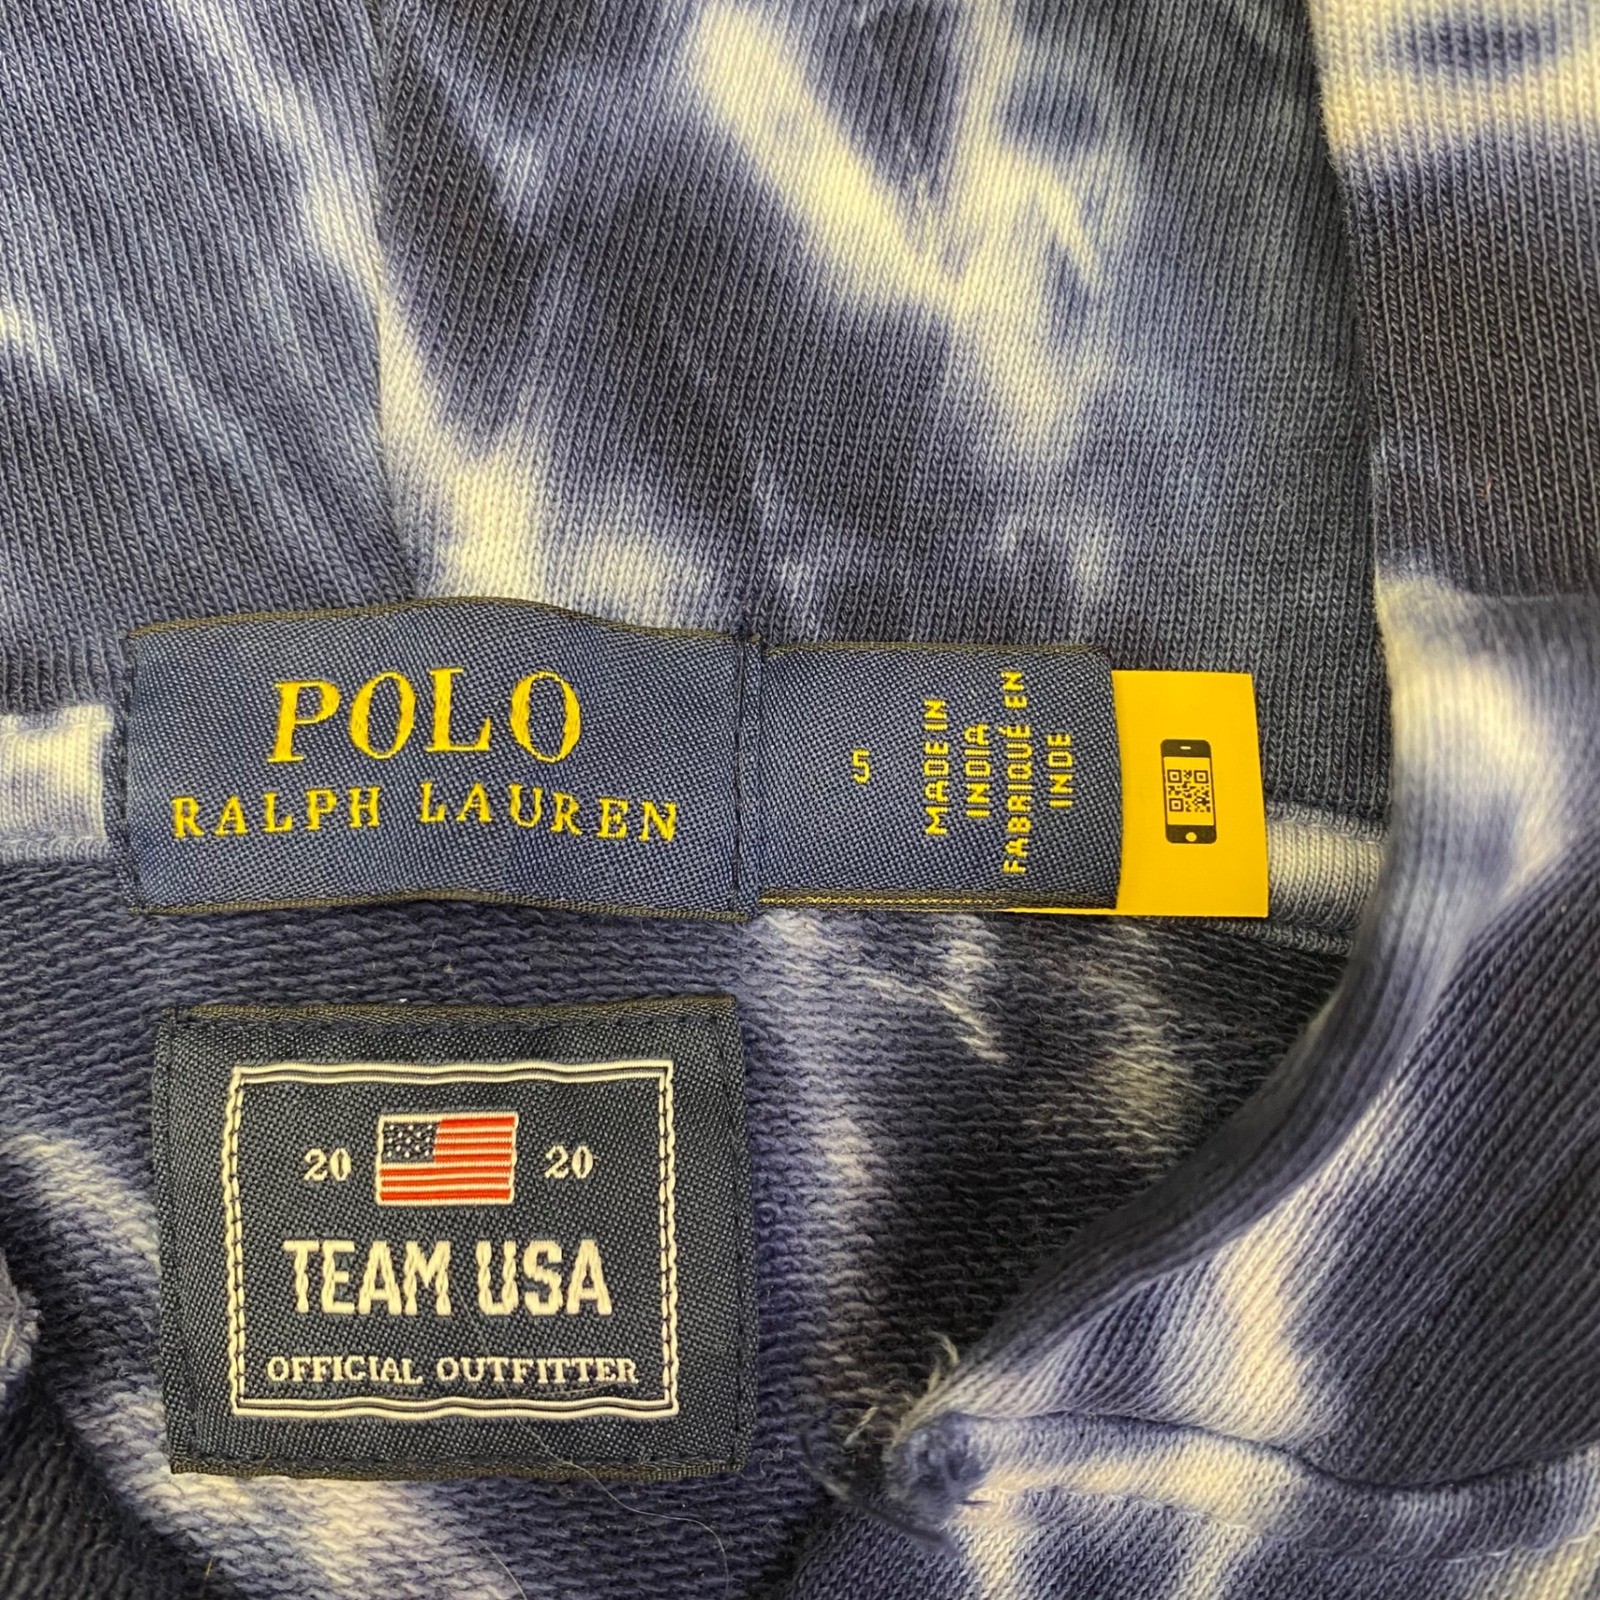 POLO
RALPH LAUREN
5
MADE IN
INDIA
FABRIQUÉ EN
INDE
20 20
TEAM USA
OFFICIAL OUTFITTER